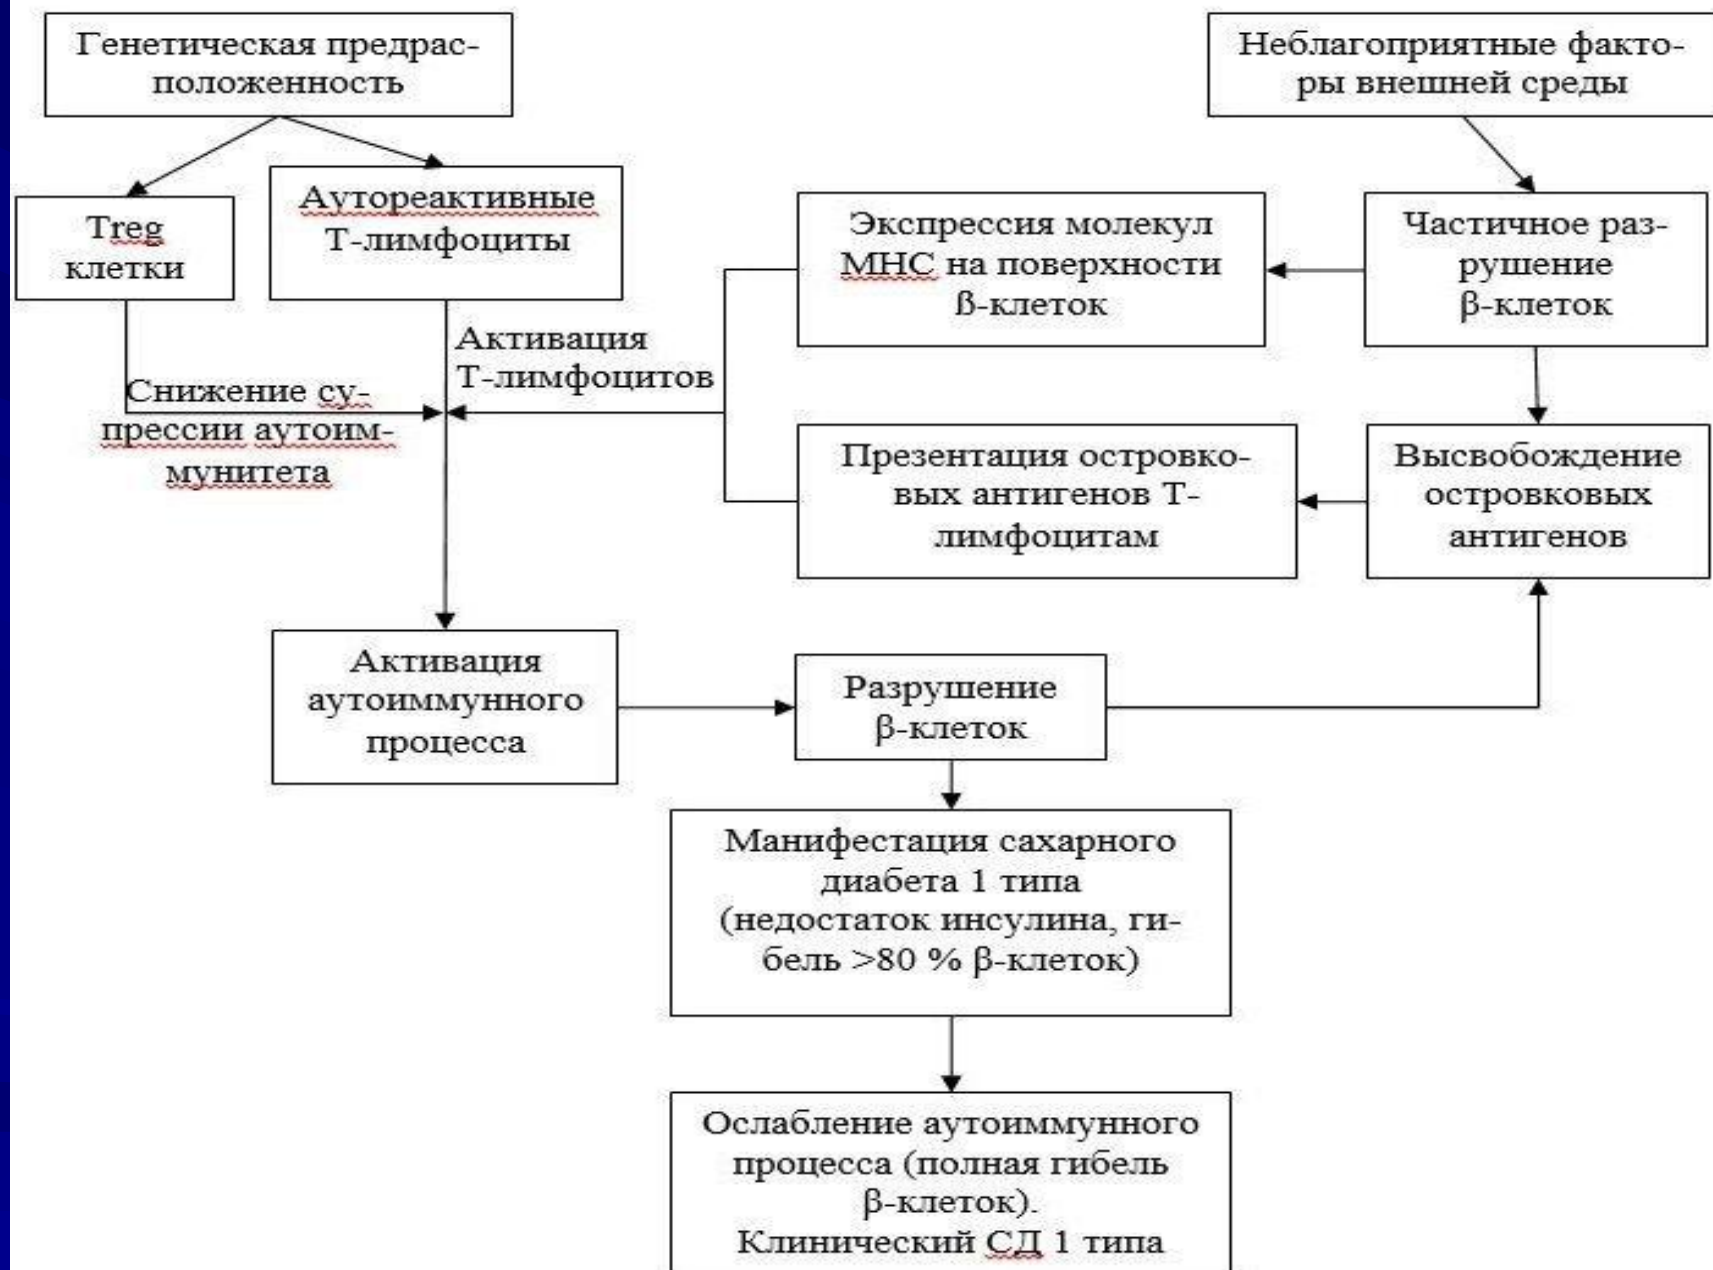 Генетическая предрас-
положенность
Неблагоприятные факто-
ры внешней среды
Treg
клетки
Аутореактивные
Т-лимфоциты
Экспрессия молекул
МНС на поверхности
ß-клеток
Частичное раз-
рушение
β-клеток
Активация
Т-лимфоцитов
Снижение су-
прессии аутоим-
мунитета
Презентация островко-
вых антигенов Т-
лимфоцитам
Высвобождение
островковых
антигенов
Активация
аутоиммунного
процесса
Разрушение
β-клеток
Манифестация сахарного
диабета 1 типа
(недостаток инсулина, ги-
бель >80 % β-клеток)
Ослабление аутоиммунного
процесса (полная гибель
β-клеток).
Клинический СД 1 типа